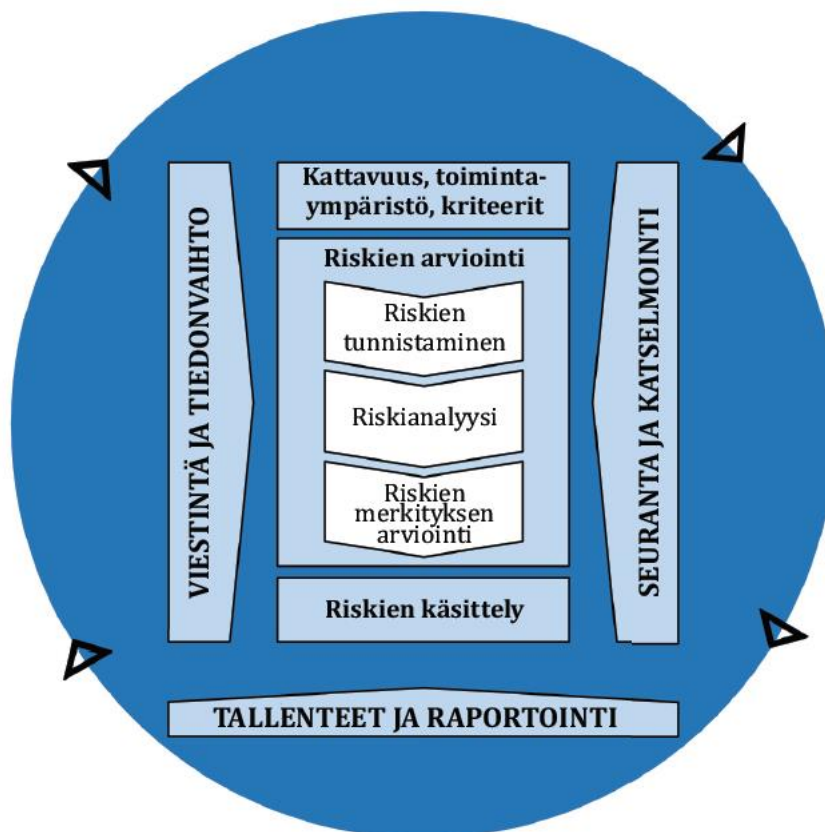 VIESTINTÄ JA TIEDONVAIHTO
Kattavuus, toiminta-
ympäristö, kriteerit
Riskien arviointi
Riskien
tunnistaminen
Riskianalyysi
Riskien
merkityksen
arviointi
Riskien käsittely
SEURANTA JA KATSELMOINTI
TALLENTEET JA RAPORTOINTI